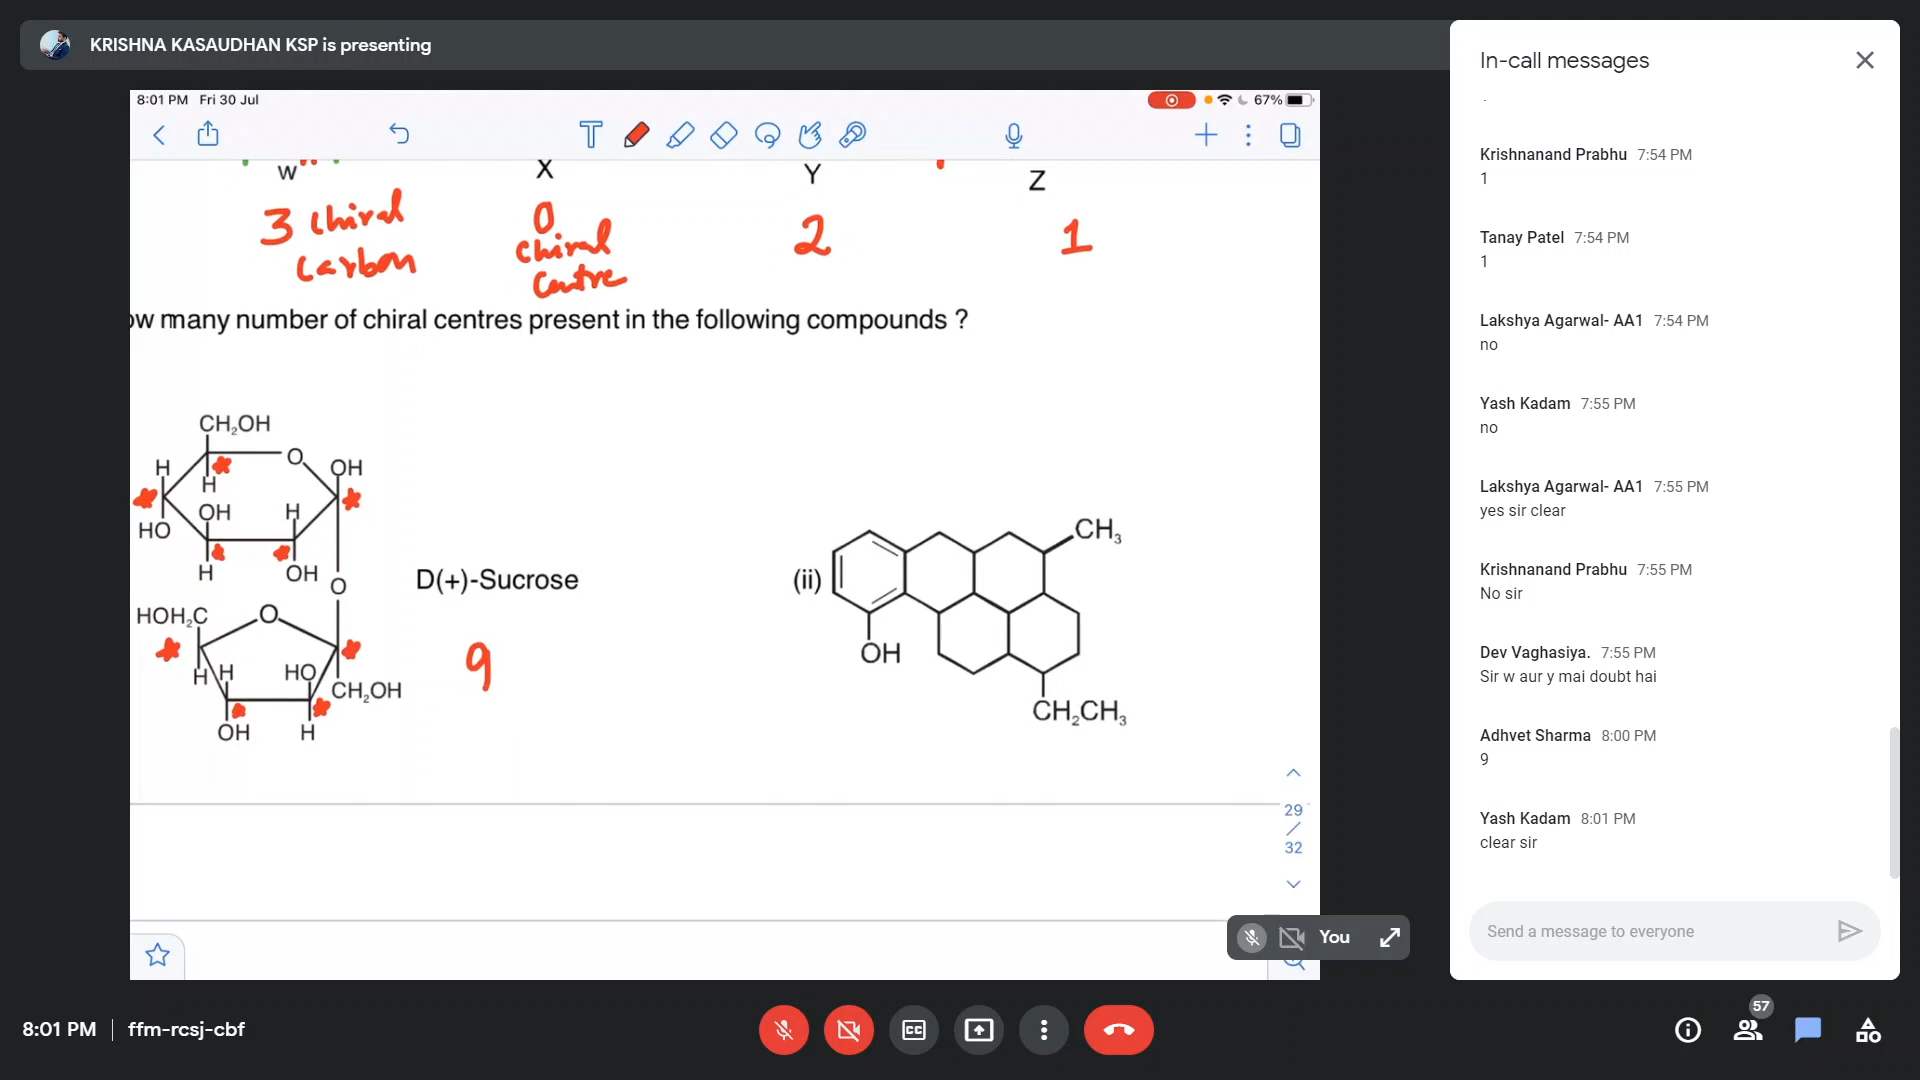 KRISHNA KASAUDHAN KSP is presenting
8:01 PM Fri 30 Jul
67%
W
X
Y
Z
3 chiral
carbon
0
chiral
centre
2
1
ow many number of chiral centres present in the following compounds ?
CH2OH
H
O
OH
H
OH
H
HO
H
OH
O
D(+)-Sucrose
HOH2C
O
H
H
HO
CH2OH
OH
H
9
(ii)
CH3
OH
CH2CH3
29
/
32
You
In-call messages
Krishnanand Prabhu 7:54 PM
1
Tanay Patel 7:54 PM
1
Lakshya Agarwal- AA1 7:54 PM
no
Yash Kadam 7:55 PM
no
Lakshya Agarwal- AA1 7:55 PM
yes sir clear
Krishnanand Prabhu 7:55 PM
No sir
Dev Vaghasiya. 7:55 PM
Sir w aur y mai doubt hai
Adhvet Sharma 8:00 PM
9
Yash Kadam 8:01 PM
clear sir
Send a message to everyone
8:01 PM | ffm-rcsj-cbf
CC
57